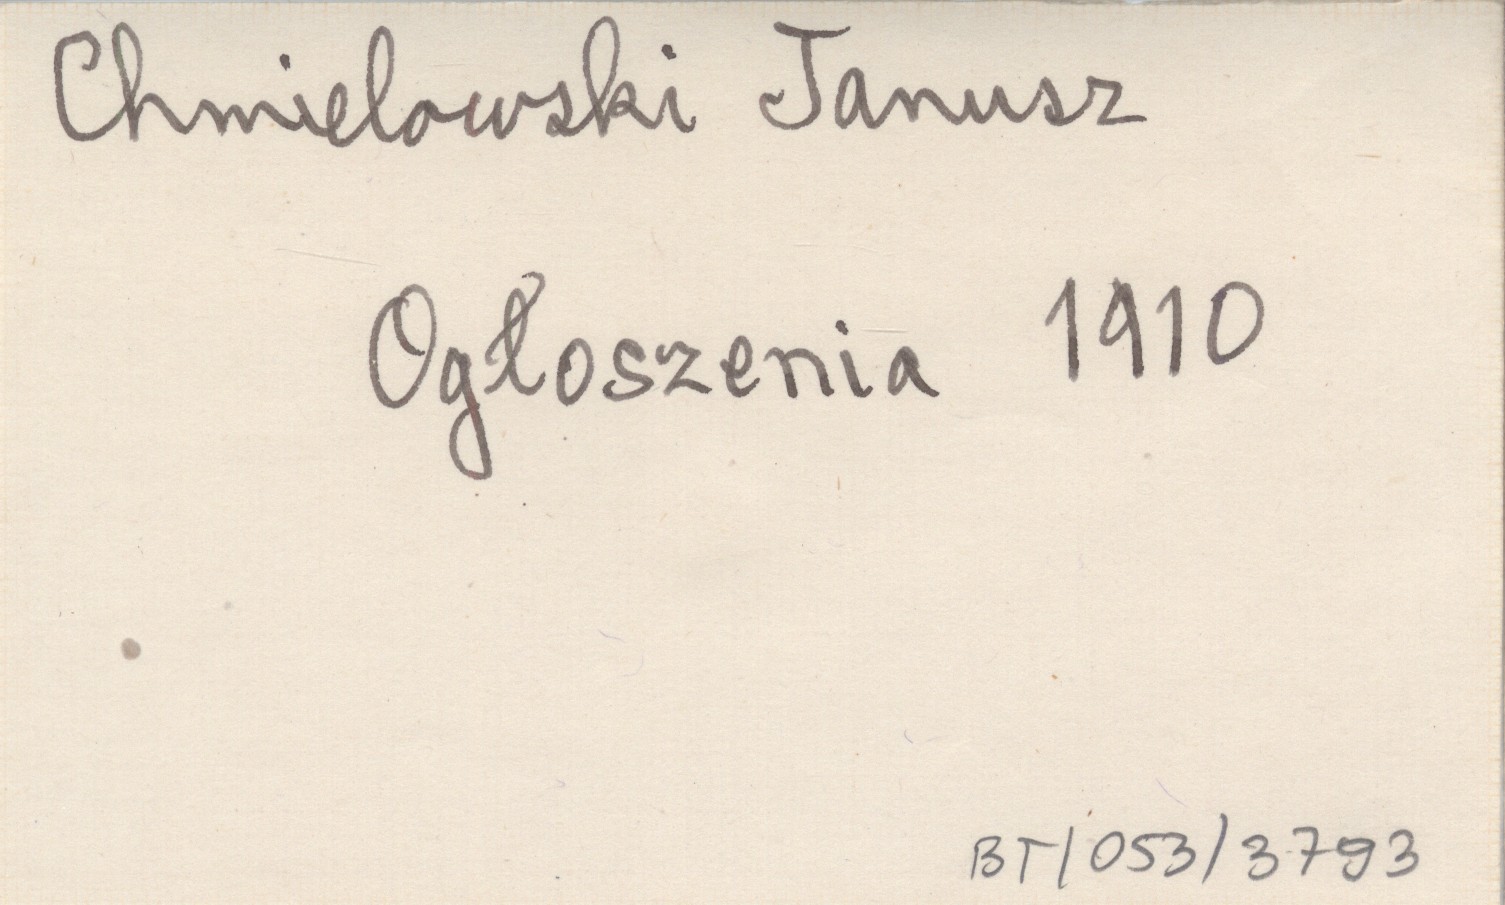 Chmielowski Janusz
Ogłoszenia 1910
BT/053/3793